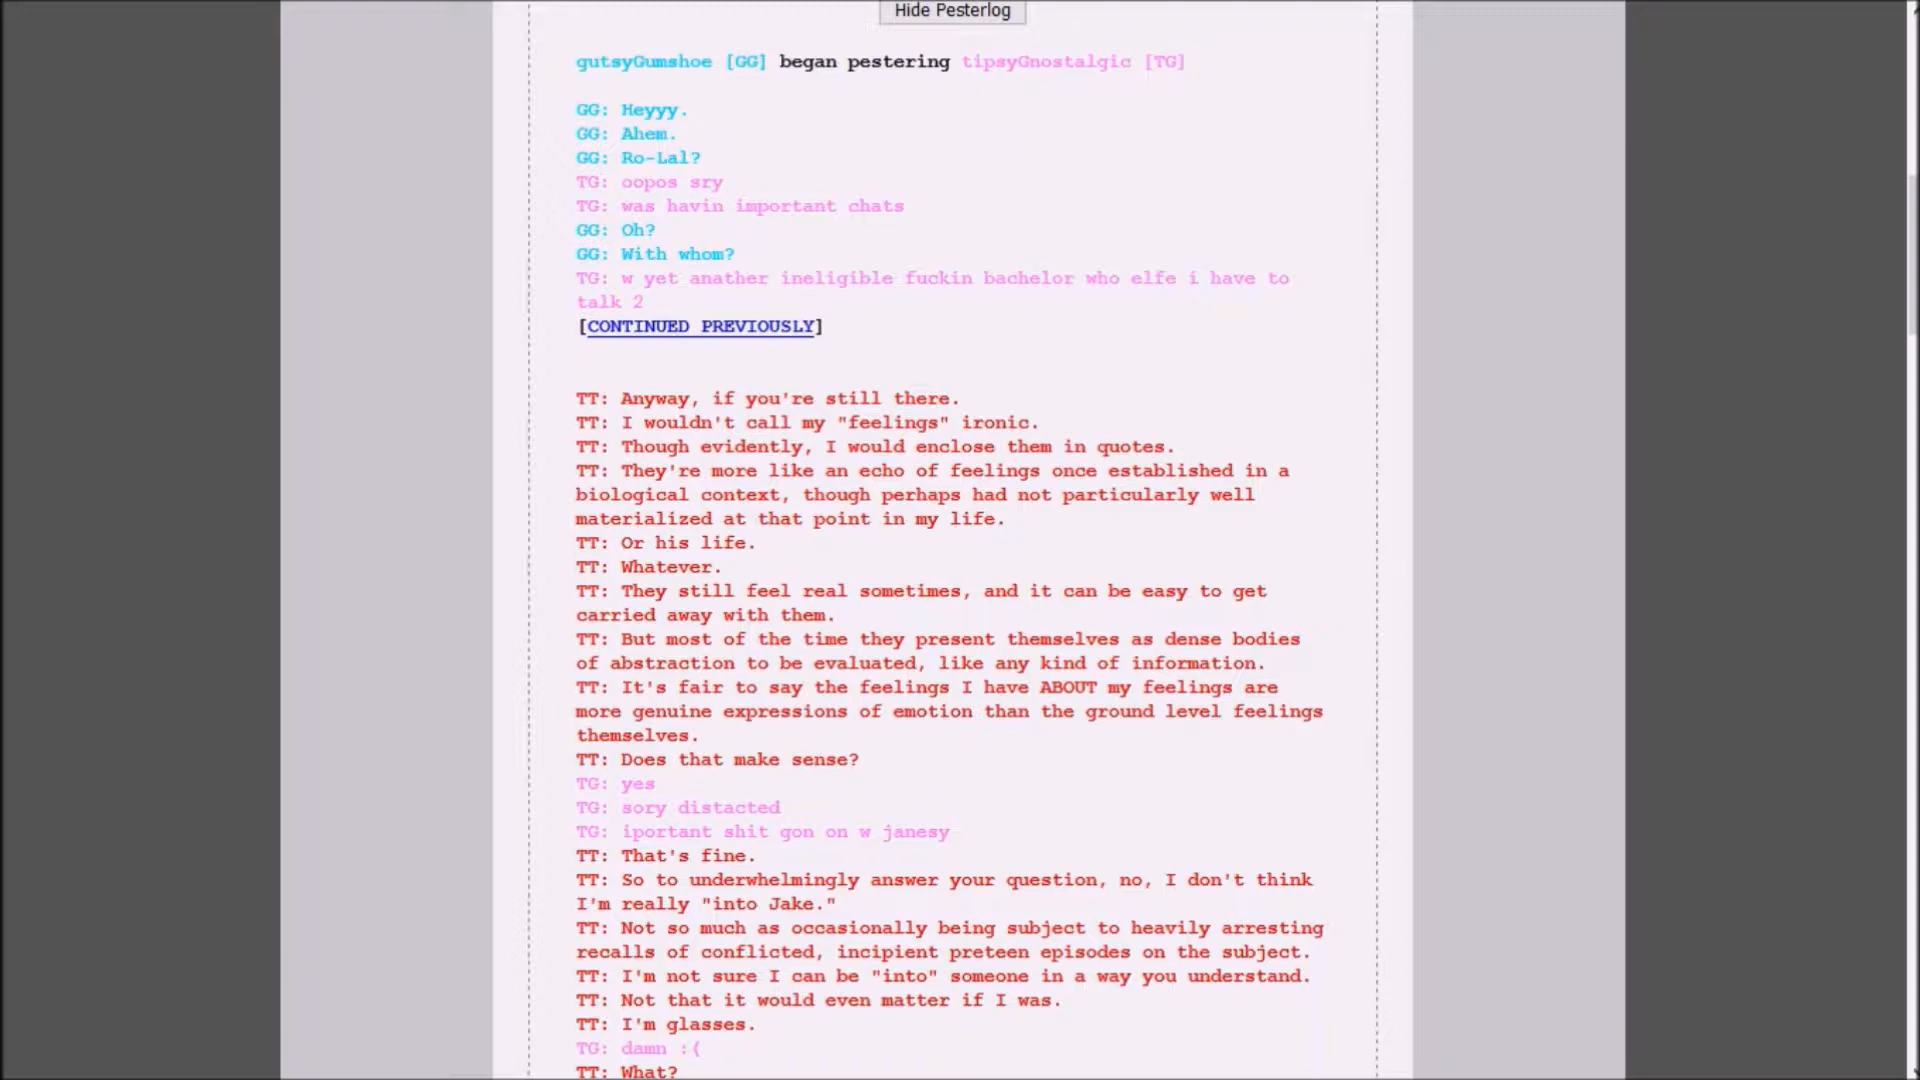 Hide Pesterlog
gutsyGumshoe [GG] began pestering tipsyGnostalgic [TG]
GG: Heyyy.
GG: Ahem.
GG: Ro-Lal?
TG: oopos sry
TG: was havin important chats
GG: Oh?
GG: With whom?
TG: w yet anather ineligible fuckin bachelor who elfe i have to
talk 2
[CONTINUED PREVIOUSLY]
TT: Anyway, if you're still there.
TT: I wouldn't call my "feelings" ironic.
TT: Though evidently, I would enclose them in quotes.
TT: They're more like an echo of feelings once established in a
biological context, though perhaps had not particularly well
materialized at that point in my life.
TT: Or his life.
TT: Whatever.
TT: They still feel real sometimes, and it can be easy to get
carried away with them.
TT: But most of the time they present themselves as dense bodies
of abstraction to be evaluated, like any kind of information.
TT: It's fair to say the feelings I have ABOUT my feelings are
more genuine expressions of emotion than the ground level feelings
themselves.
TT: Does that make sense?
TG: yes
TG: sory distacted
TG: iportant shit gon on w janesy
TT: That's fine.
TT: So to underwhelmingly answer your question, no, I don't think
I'm really "into Jake."
TT: Not so much as occasionally being subject to heavily arresting
recalls of conflicted, incipient preteen episodes on the subject.
TT: I'm not sure I can be "into" someone in a way you understand.
TT: Not that it would even matter if I was.
TT: I'm glasses.
TG: damn :(
TT: What?